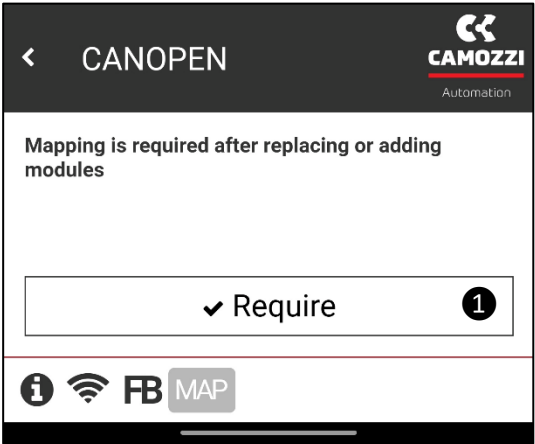 CANOPEN
CAMOZZI
Automation
Mapping is required after replacing or adding
modules
✔ Require
1
FB MAP